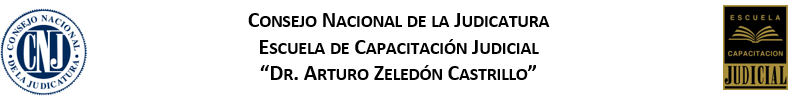 CONSEJO NACIONAL
CNJ
DE LA JUDICATURA
CONSEJO NACIONAL DE LA JUDICATURA
ESCUELA DE CAPACITACIÓN JUDICIAL
“DR. ARTURO ZELEDÓN CASTRILLO”
ESCUELA
CAPACITACION
JUDICIAL